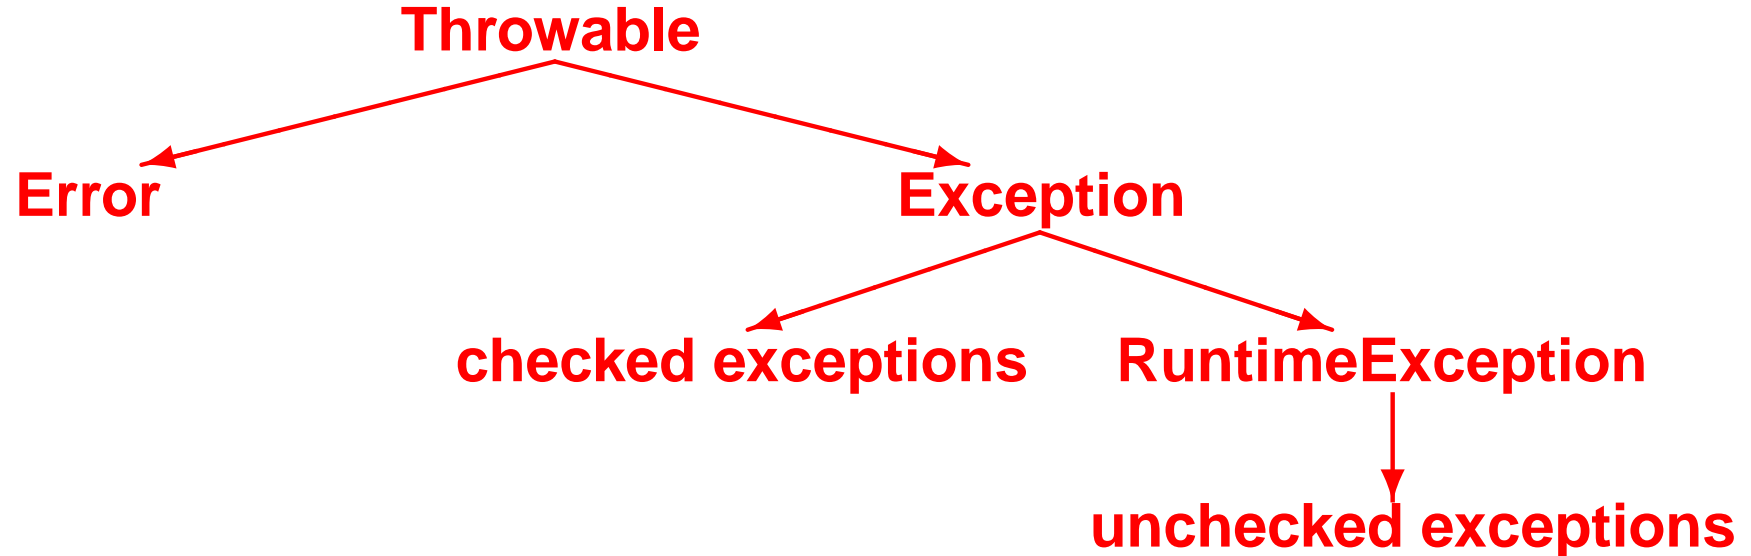 Throwable
Error
Exception
checked exceptions
RuntimeException
unchecked exceptions